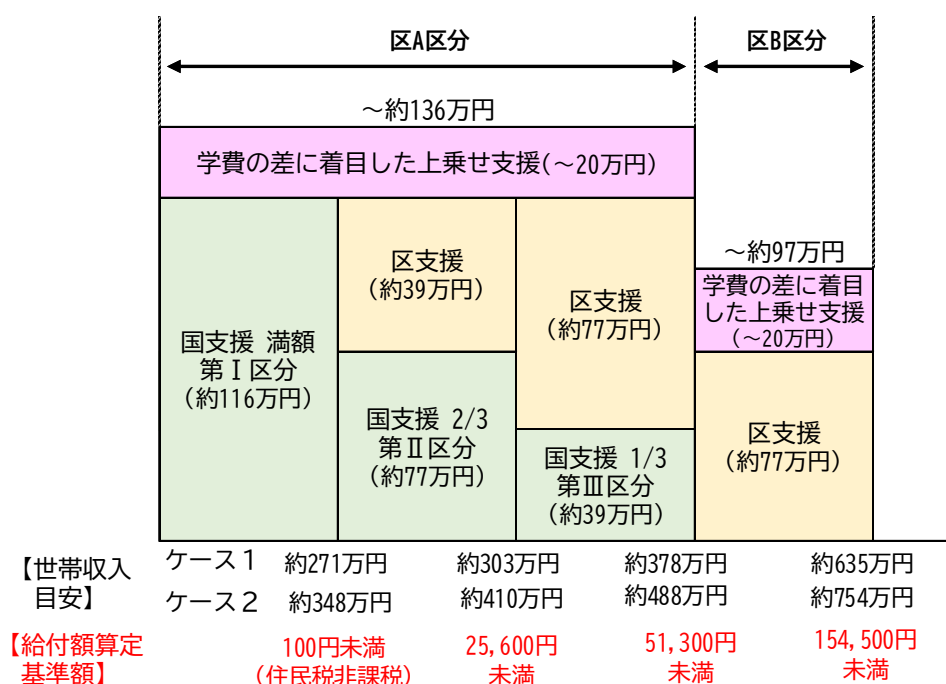 区A区分
区B区分
～約136万円
学費の差に着目した上乗せ支援(～20万円)
国支援 満額
第Ⅰ区分
(約116万円)
区支援
(約39万円)
国支援 2/3
第Ⅱ区分
(約77万円)
区支援
(約77万円)
国支援 1/3
第Ⅲ区分
(約39万円)
～約97万円
学費の差に着目
した上乗せ支援
(～20万円)
区支援
(約77万円)
【世帯収入
目安】
ケース1 約271万円 約303万円 約378万円 約635万円
ケース2 約348万円 約410万円 約488万円 約754万円
【給付額算定
基準額】
100円未満
(住民税非課税)
25,600円
未満
51,300円
未満
154,500円
未満